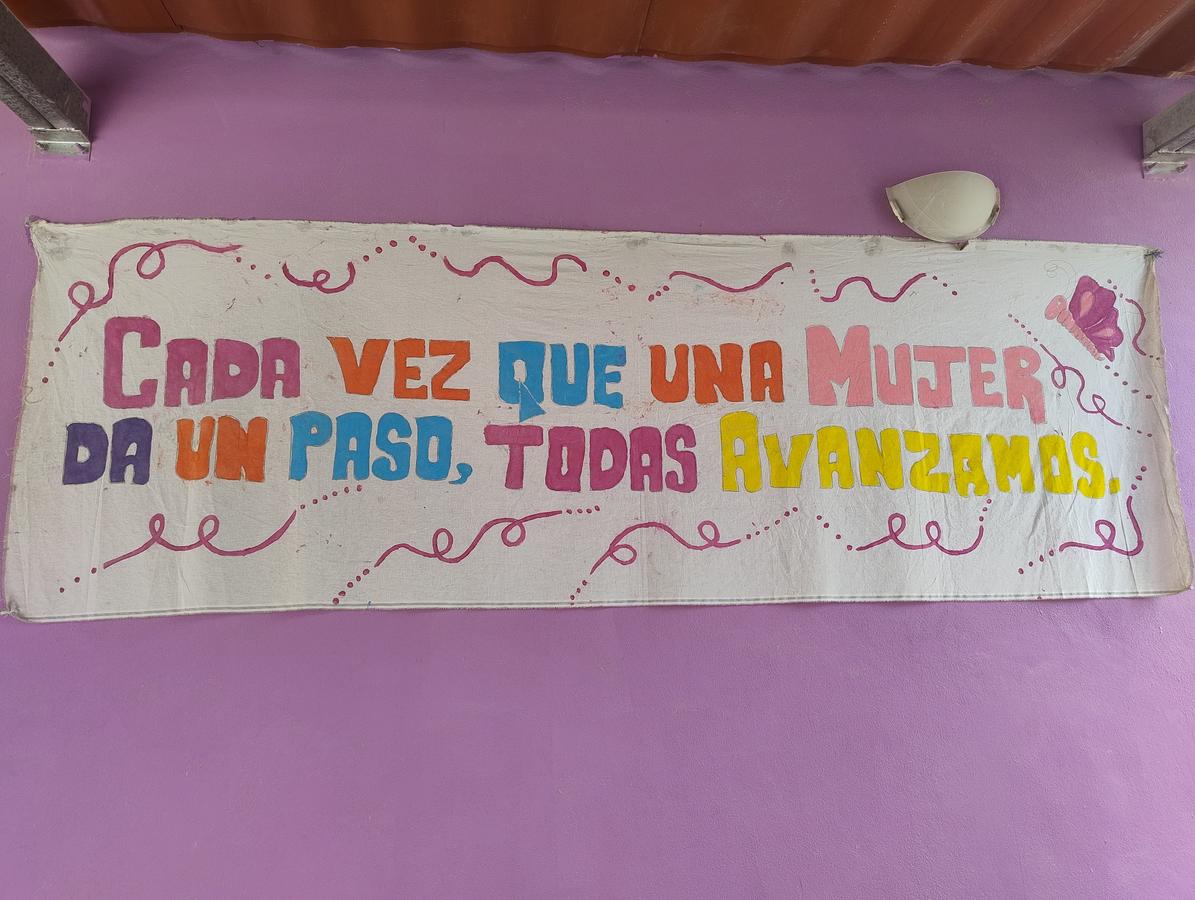 CADA VEZ QUE UNA MUJER
DA UN PASO, TODAS AVANZAMOS.